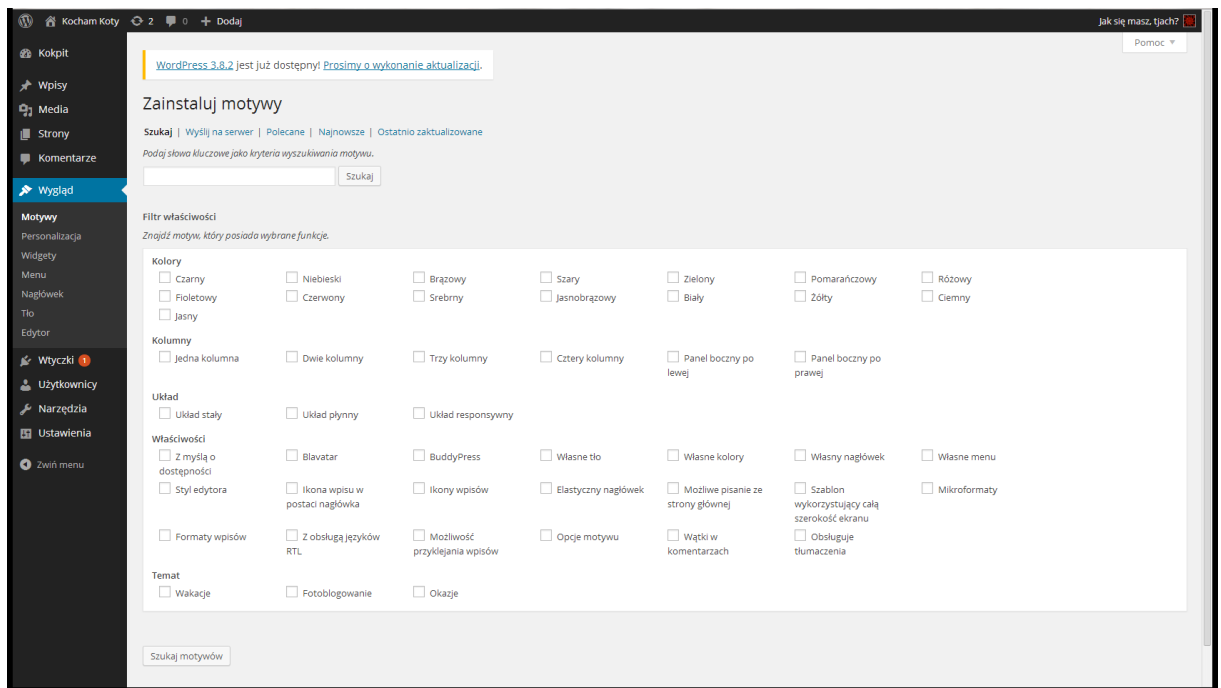 Kocham Koty 2 0 + Dodaj Jak się masz, tjach?
Pomoc
Kokpit
Wpisy
Media
Strony
Komentarze
Wygląd
Motywy
Personalizacja
Widgety
Menu
Nagłówek
Tło
Edytor
Wtyczki 1
Użytkownicy
Narzędzia
Ustawienia
Zwiń menu
WordPress 3.8.2 jest już dostępny! Prosimy o wykonanie aktualizacji.
Zainstaluj motywy
Szukaj | Wyślij na serwer | Polecane | Najnowsze | Ostatnio zaktualizowane
Podaj słowa kluczowe jako kryteria wyszukiwania motywu.
Szukaj
Filtr właściwości
Znajdź motyw, który posiada wybrane funkcje.
Kolory
Czarny Niebieski Brązowy Szary Zielony Pomarańczowy Różowy
Fioletowy Czerwony Srebrny Jasnobrązowy Biały Żółty Ciemny
Jasny
Kolumny
Jedna kolumna Dwie kolumny Trzy kolumny Cztery kolumny Panel boczny po Panel boczny po
lewej prawej
Układ
Układ stały Układ płynny Układ responsywny
Właściwości
Z myślą o Blavatar BuddyPress Własne tło Własne kolory Własny nagłówek Własne menu
dostępności
Styl edytora Ikona wpisu w Ikony wpisów Elastyczny nagłówek Możliwe pisanie ze Szablon Mikroformaty
postaci nagłówka strony głównej wykorzystujący całą
szerokość ekranu
Formaty wpisów Z obsługą języków Możliwość Opcje motywu Wątki w Obsługuje
RTL przyklejania wpisów komentarzach tłumaczenia
Temat
Wakacje Fotoblogowanie Okazje
Szukaj motywów